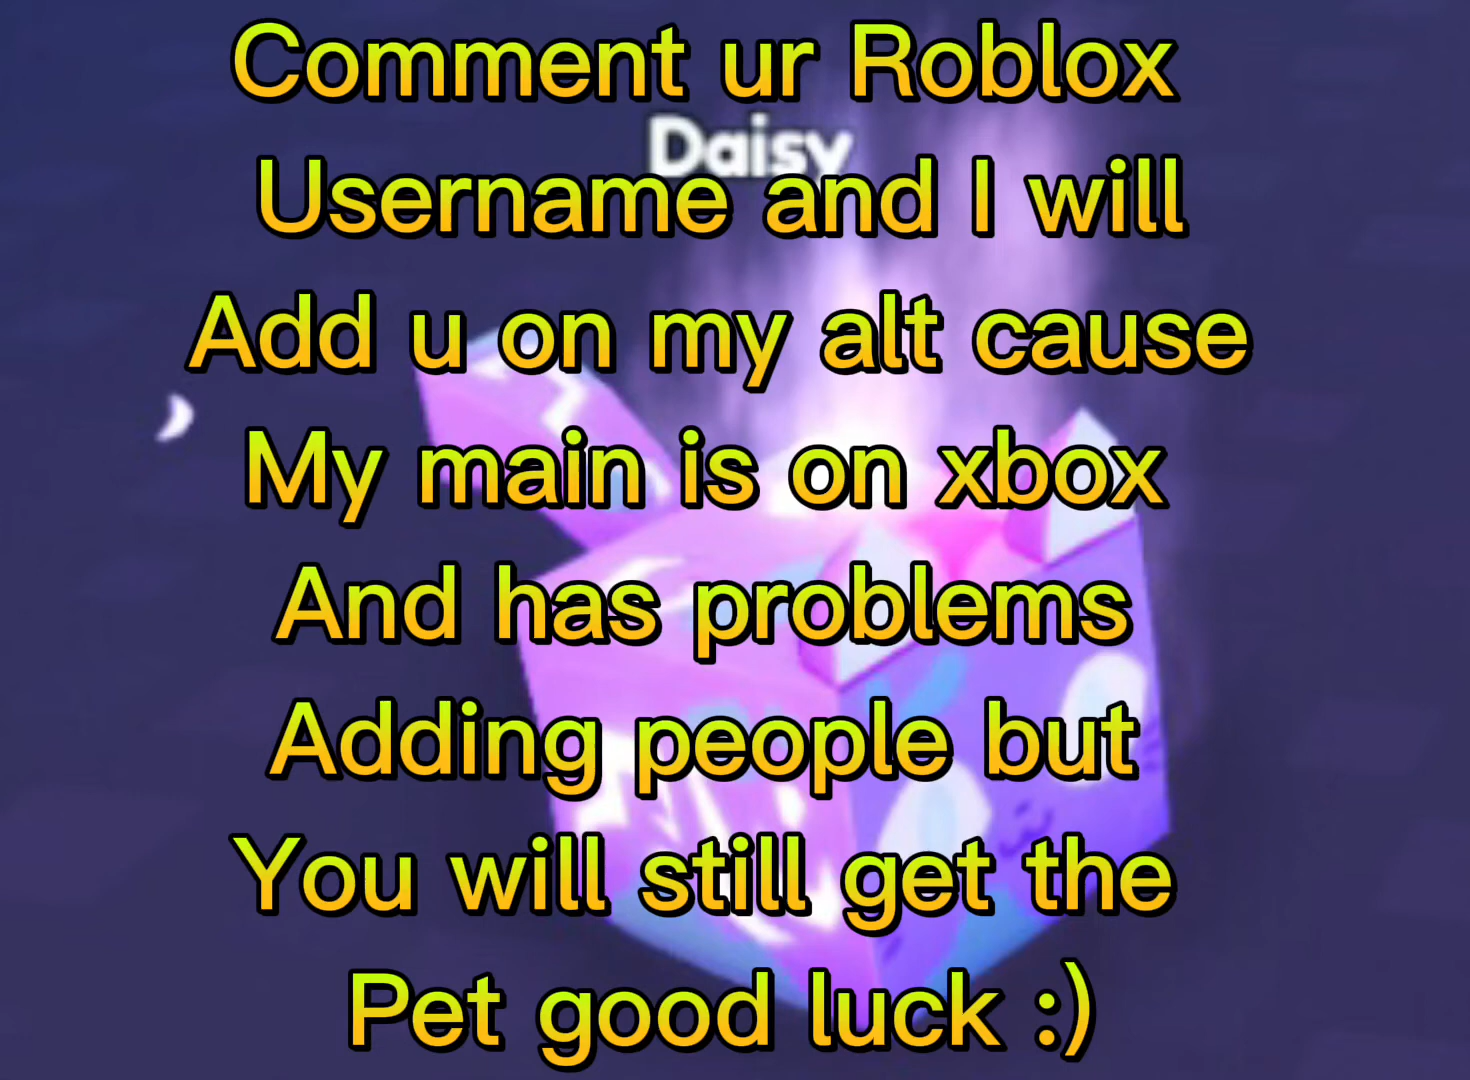 Comment ur Roblox
Daisy
Username and I will
Add u on my alt cause
My main is on xbox
And has problems
Adding people but
You will still get the
Pet good luck :)